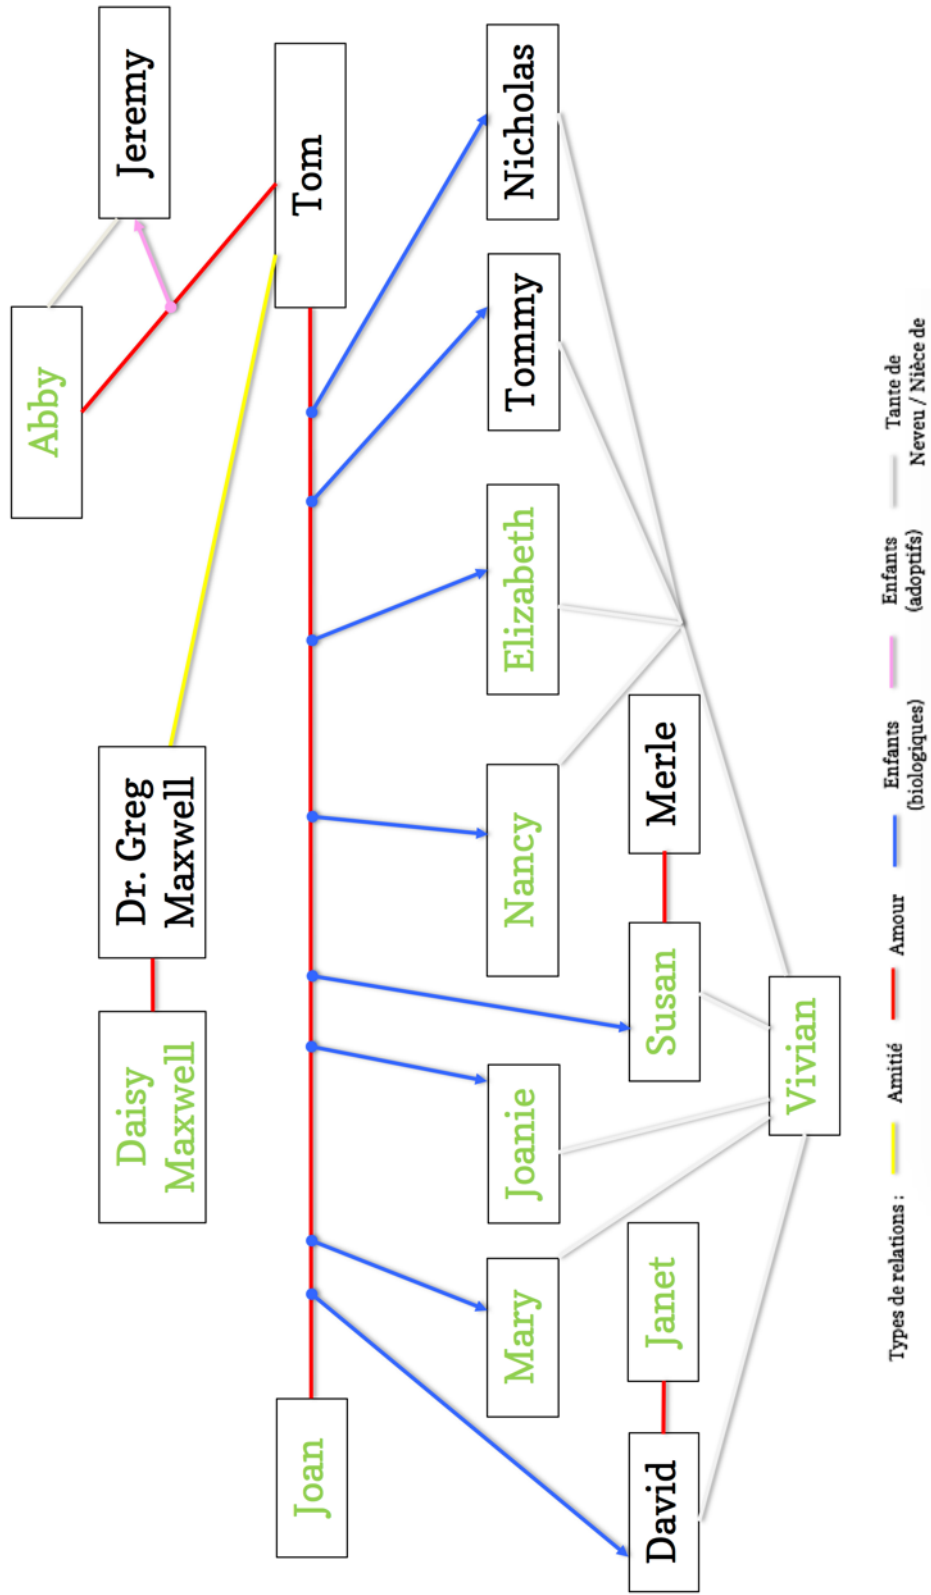 Abby
Daisy
Maxwell
Dr. Greg
Maxwell
Jeremy
Joan
Tom
Mary
Joanie
Nancy
Elizabeth
Tommy
Nicholas
David
Janet
Susan
Merle
Vivian
Types de relations :
Amitié
Amour
Enfants
(biologiques)
Enfants
(adoptifs)
Tante de
Neveu / Nièce de